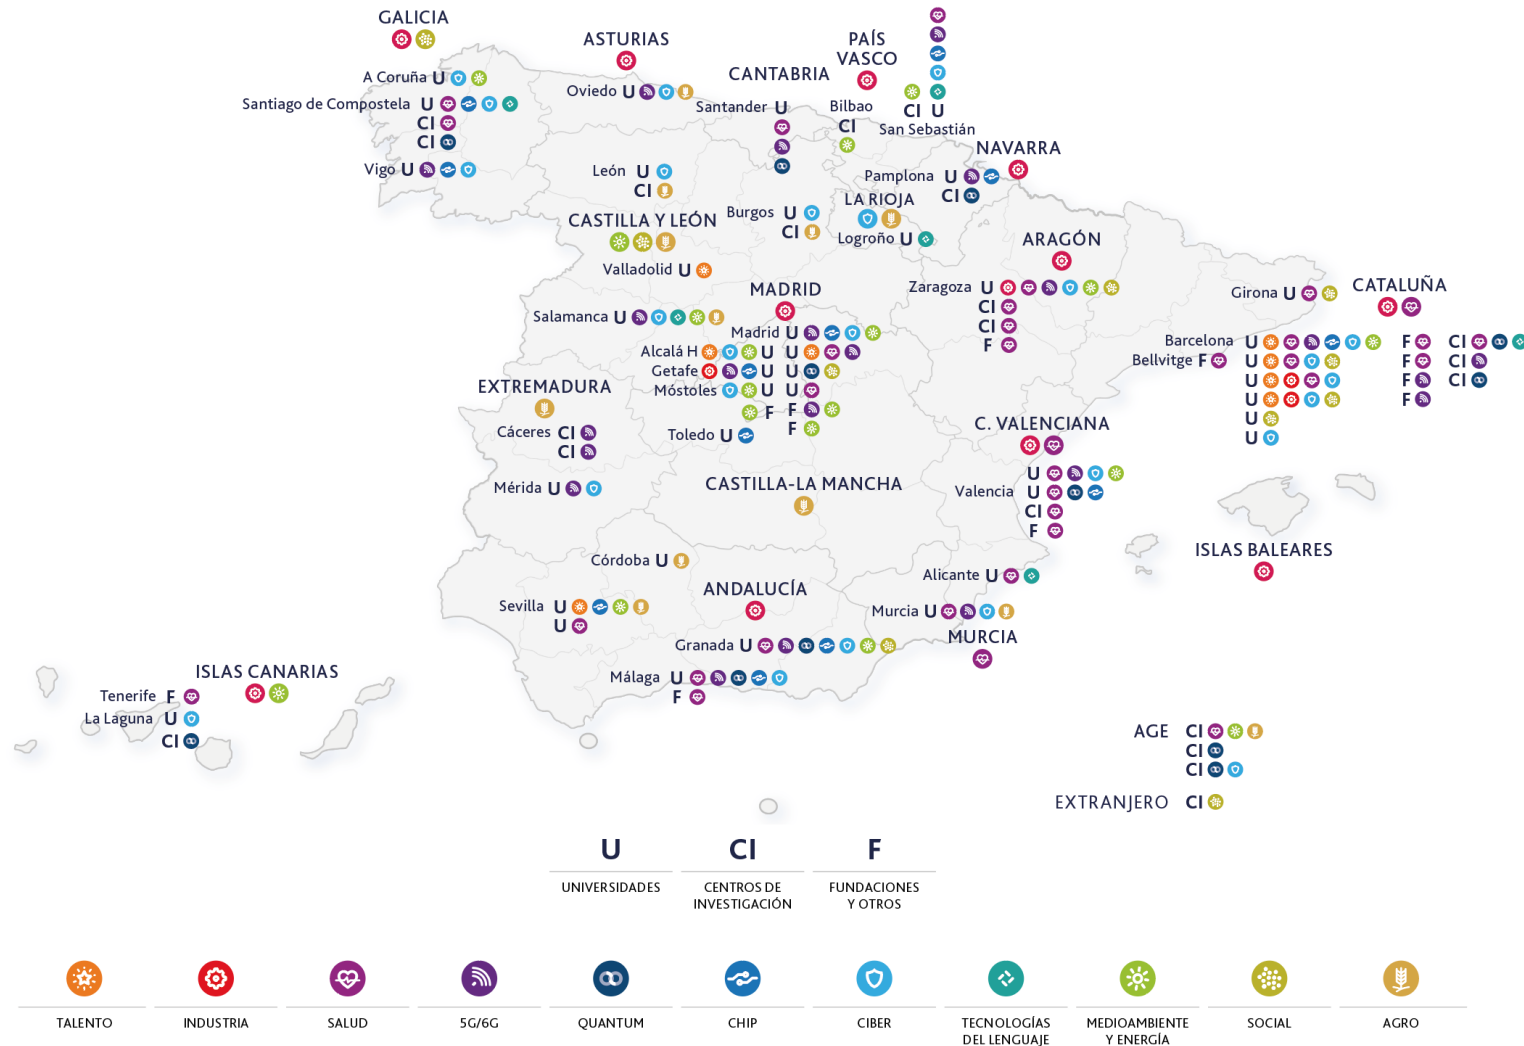 GALICIA
A Coruña U
Santiago de Compostela U
CI
CI
Vigo U
ASTURIAS
Oviedo U
CANTABRIA
Santander U
PAÍS
VASCO
Bilbao
CI
CI U
San Sebastián
NAVARRA
Pamplona U
CI
LA RIOJA
Logroño U
León U
CI
Burgos U
CI
CASTILLA Y LEÓN
Valladolid U
Salamanca U
ARAGÓN
Zaragoza U
CI
CI
F
CATALUÑA
Girona U
Barcelona U F CI
Bellvitge F U F CI
U F CI
U F
U
U
MADRID
Madrid U
Alcalá H U U
Getafe U U
Móstoles U U
F F
F
Toledo U
EXTREMADURA
Cáceres CI
CI
Mérida U
CASTILLA-LA MANCHA
C. VALENCIANA
U
Valencia U
CI
F
Alicante U
ISLAS BALEARES
Córdoba U
ANDALUCÍA
Sevilla U
U
Granada U
Málaga U
F
Murcia U
MURCIA
ISLAS CANARIAS
Tenerife F
La Laguna U
CI
AGE CI
CI
CI
EXTRANJERO CI
U CI F
UNIVERSIDADES CENTROS DE FUNDACIONES
INVESTIGACIÓN Y OTROS
TALENTO INDUSTRIA SALUD 5G/6G QUANTUM CHIP CIBER TECNOLOGÍAS MEDIOAMBIENTE SOCIAL AGRO
DEL LENGUAJE Y ENERGÍA